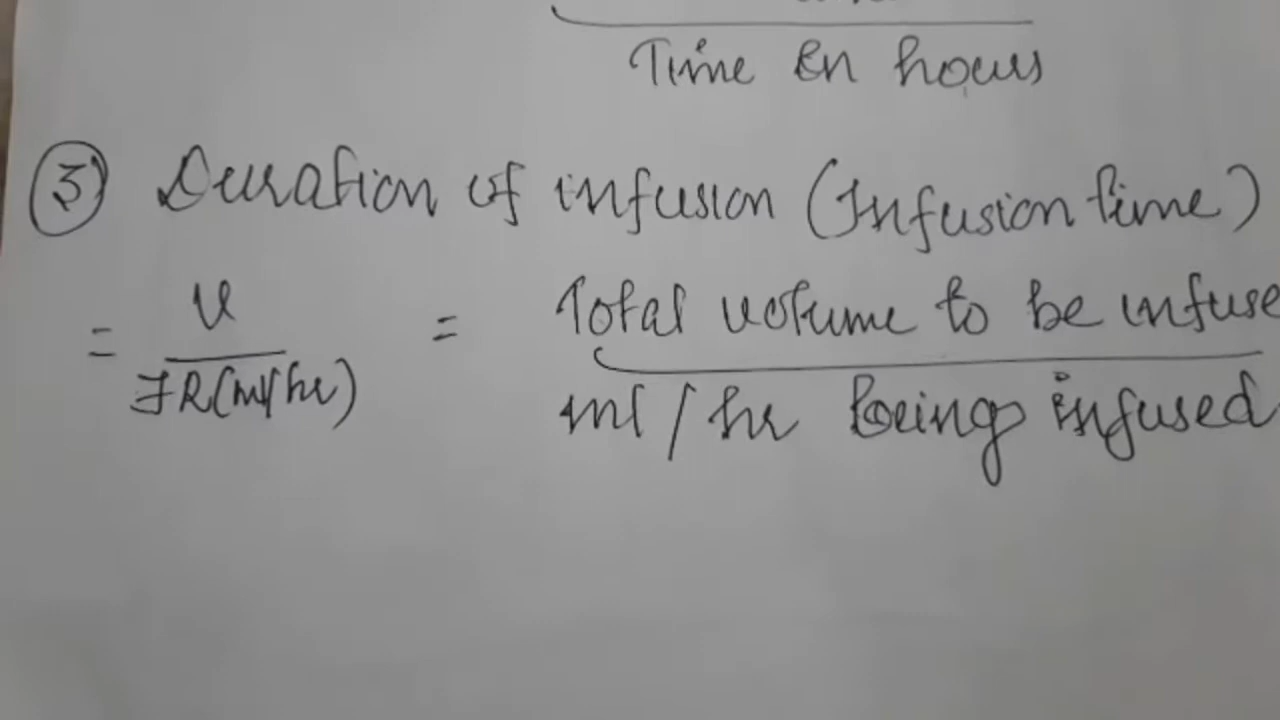 Time in hours
③ Duration of infusion (Infusion time)
= V / FR(ml/hr) = Total volume to be infuse
ml / hr being infused